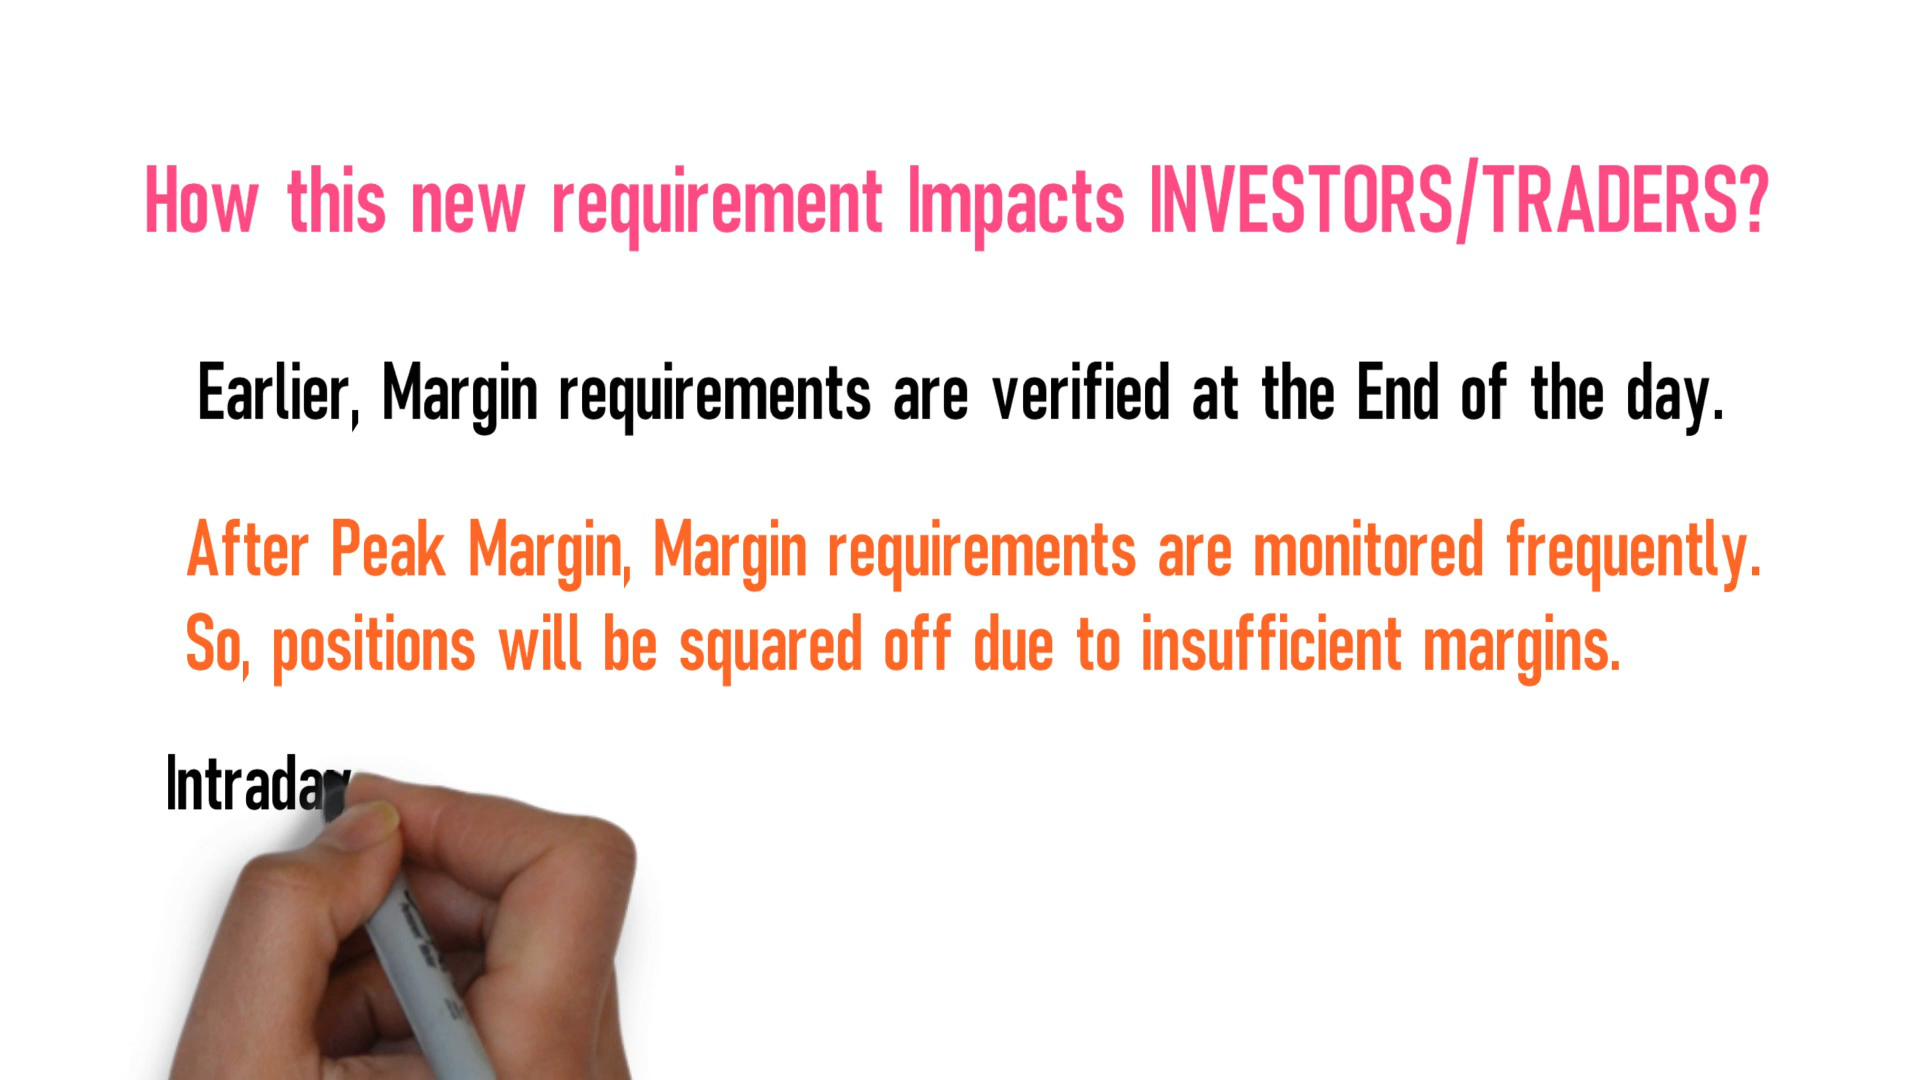 How this new requirement Impacts INVESTORS/TRADERS?
Earlier, Margin requirements are verified at the End of the day.
After Peak Margin, Margin requirements are monitored frequently.
So, positions will be squared off due to insufficient margins.
Intraday